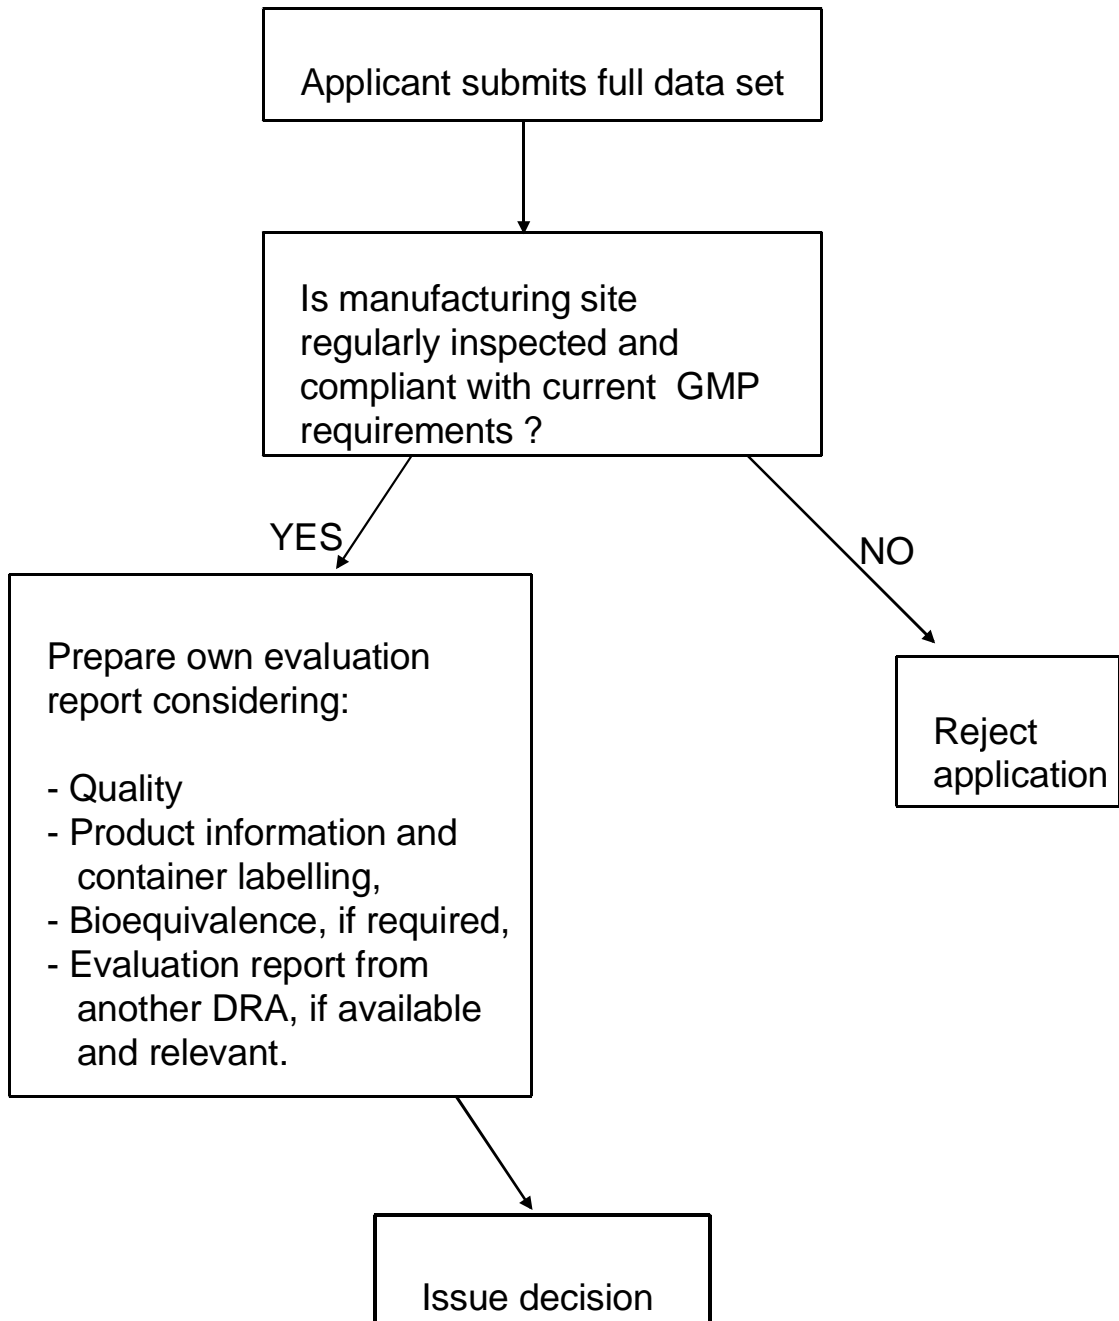 Applicant submits full data set
Is manufacturing site
regularly inspected and
compliant with current  GMP
requirements ?
YES
NO
Prepare own evaluation
report considering:
- Quality
- Product information and
container labelling,
- Bioequivalence, if required,
- Evaluation report from
another DRA, if available
and relevant.
Reject
application
Issue decision